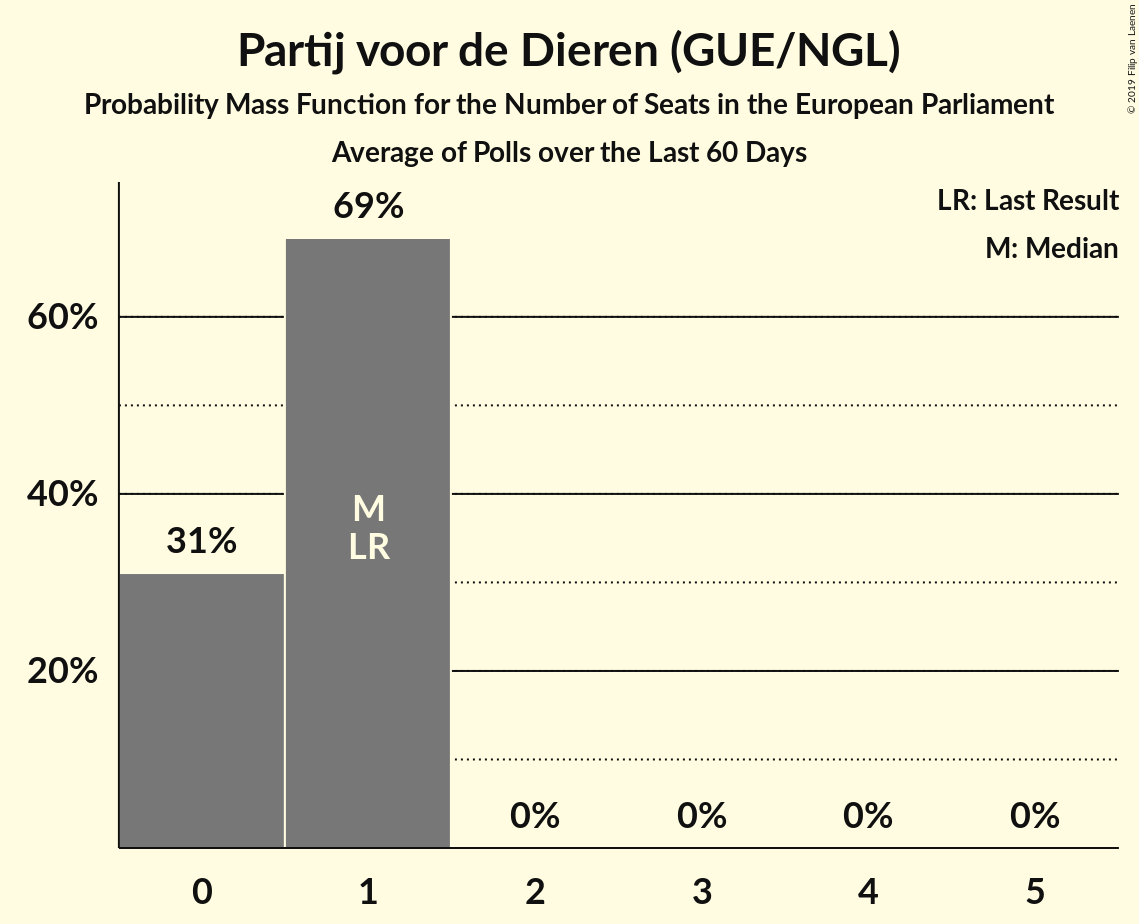 Partij voor de Dieren (GUE/NGL)
Probability Mass Function for the Number of Seats in the European Parliament
Average of Polls over the Last 60 Days
© 2019 Filip van Laenen
LR: Last Result
M: Median
69%
60%
40%
M
LR
31%
20%
0% 0% 0% 0%
0 1 2 3 4 5